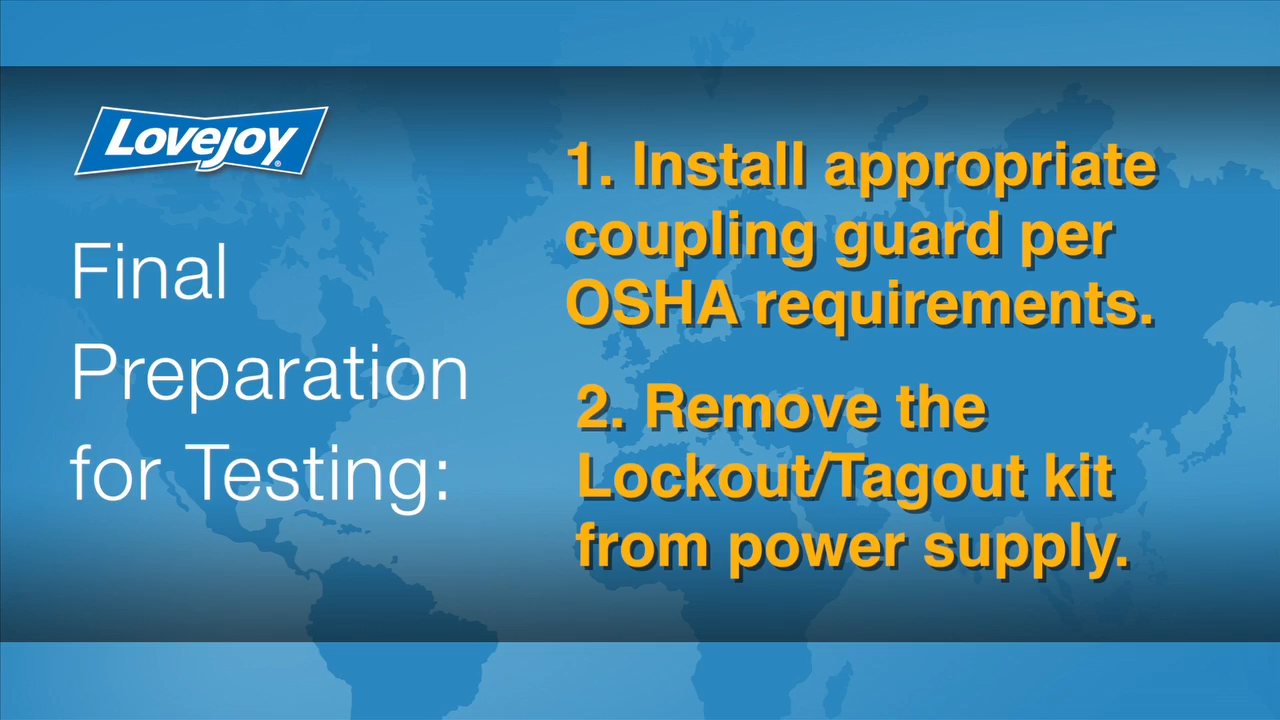 Lovejoy®
Final
Preparation
for Testing:
1. Install appropriate
coupling guard per
OSHA requirements.
2. Remove the
Lockout/Tagout kit
from power supply.